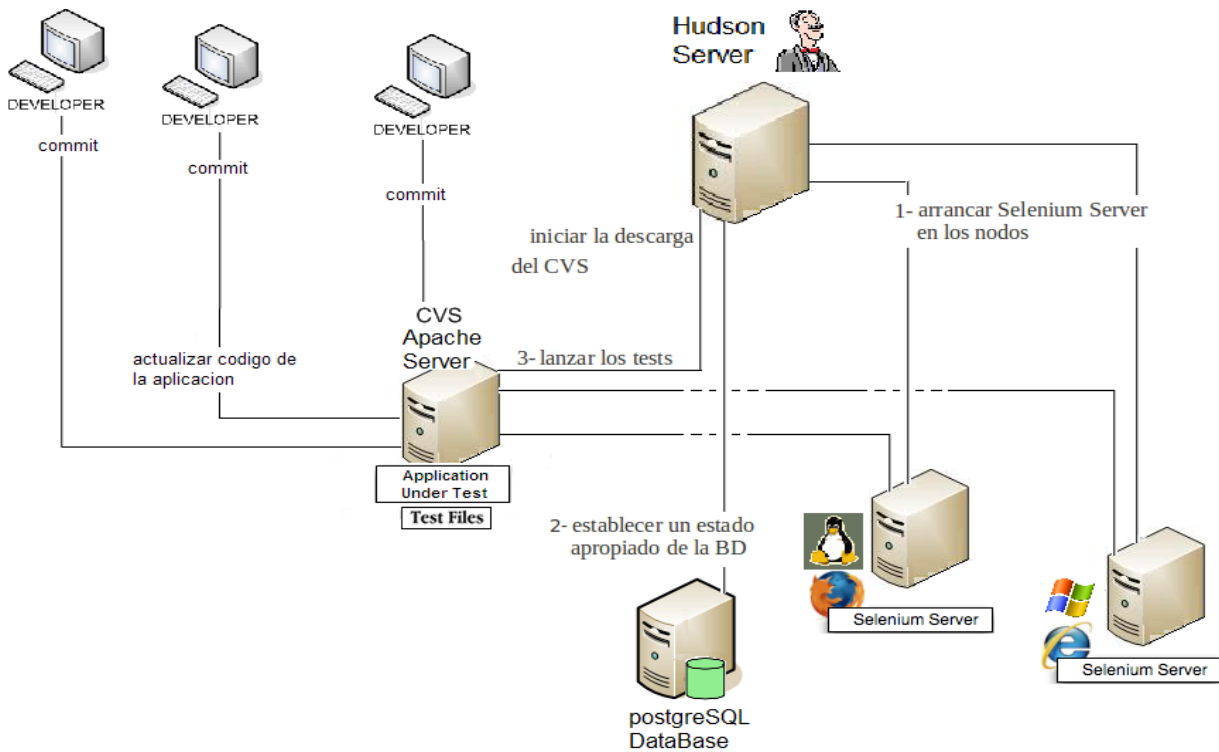 Hudson
Server
DEVELOPER
commit
DEVELOPER
commit
DEVELOPER
commit
1- arrancar Selenium Server
en los nodos
iniciar la descarga
del CVS
CVS
Apache
Server
3- lanzar los tests
actualizar codigo de
la aplicacion
Application
Under Test
Test Files
2- establecer un estado
apropiado de la BD
Selenium Server
Selenium Server
postgreSQL
DataBase